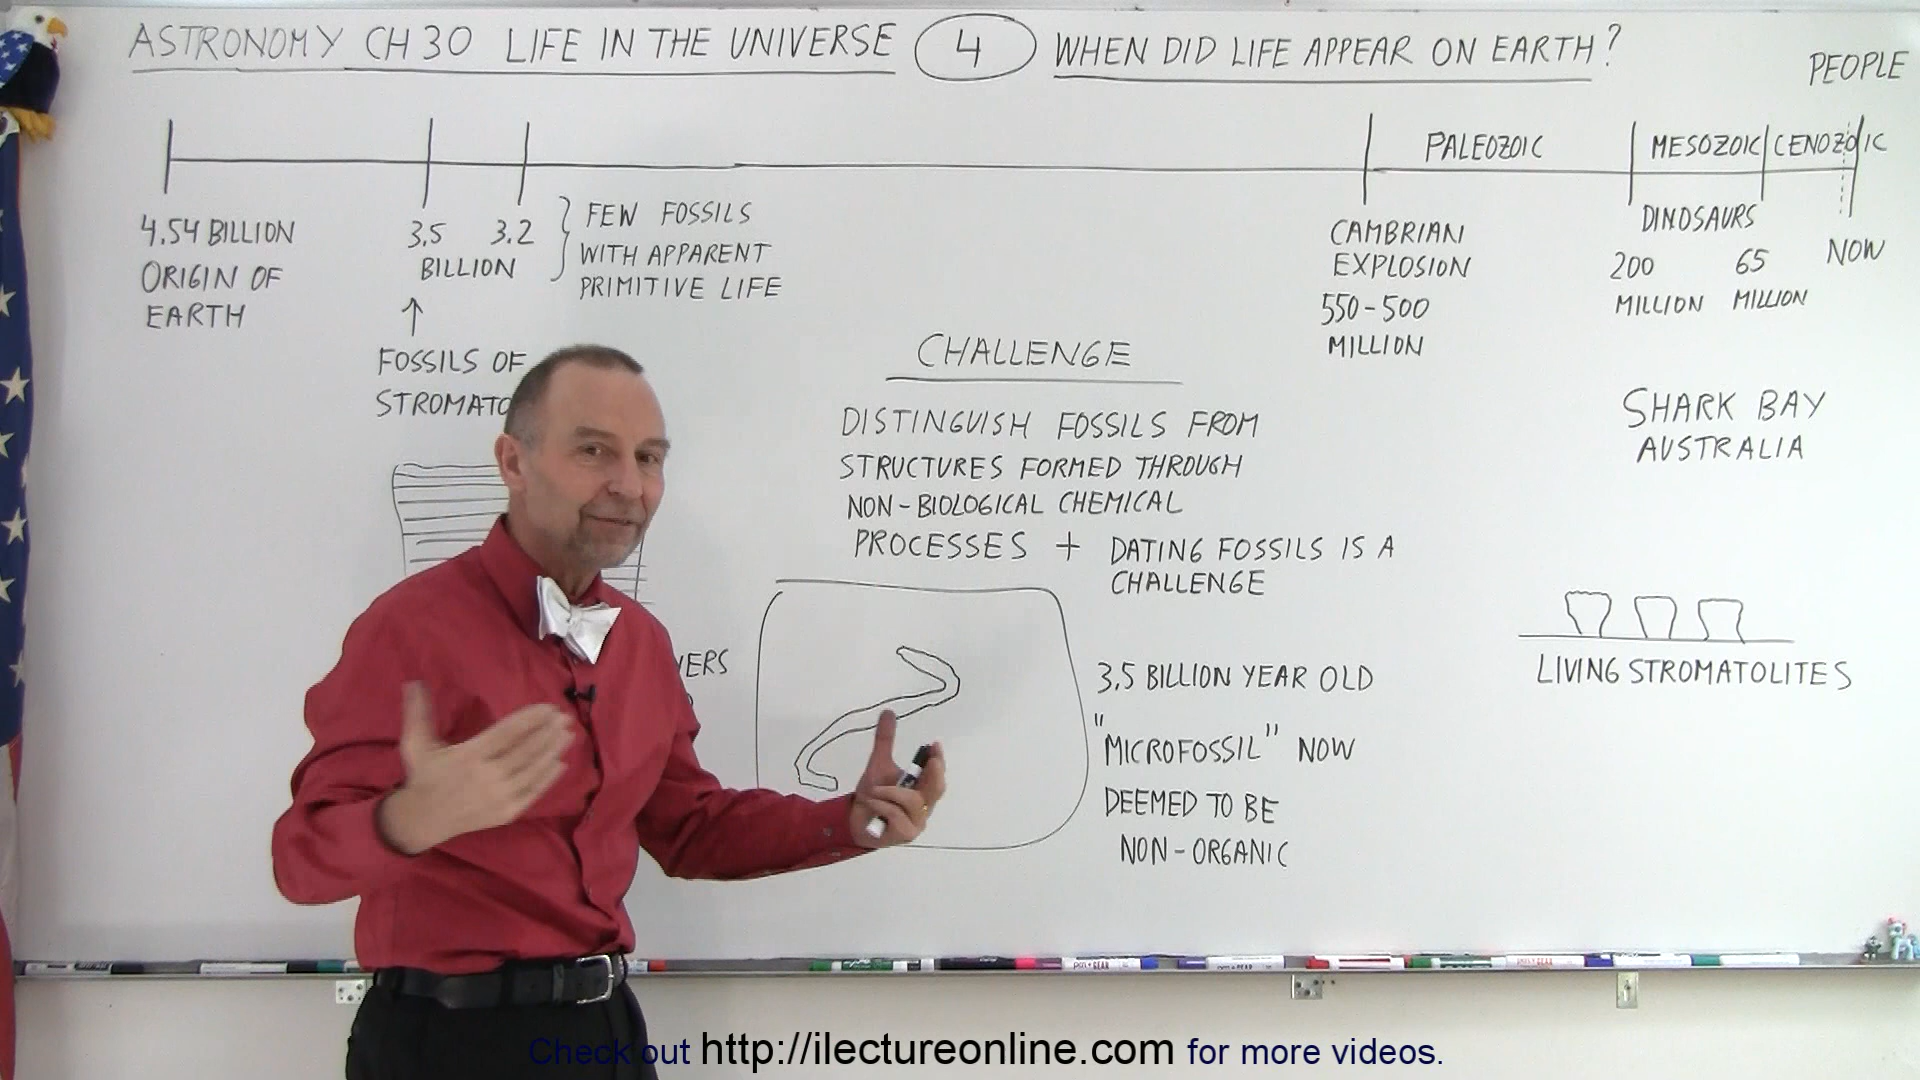 ASTRONOMY CH 30 LIFE IN THE UNIVERSE 4 WHEN DID LIFE APPEAR ON EARTH?
PEOPLE
PALEOZOIC
MESOZOIC
CENOZOIC
4.54 BILLION
ORIGIN OF
EARTH
3.5 3.2
BILLION
FEW FOSSILS
WITH APPARENT
PRIMITIVE LIFE
FOSSILS OF
CAMBRIAN
EXPLOSION
550-500
MILLION
DINOSAURS
200
MILLION
65
MILLION
NOW
CHALLENGE
DISTINGUISH FOSSILS FROM
STRUCTURES FORMED THROUGH
NON-BIOLOGICAL CHEMICAL
PROCESSES + DATING FOSSILS IS A
CHALLENGE
SHARK BAY
AUSTRALIA
LIVING STROMATOLITES
3.5 BILLION YEAR OLD
"MICROFOSSIL" NOW
DEEMED TO BE
NON-ORGANIC
Check out http://ilectureonline.com for more videos.